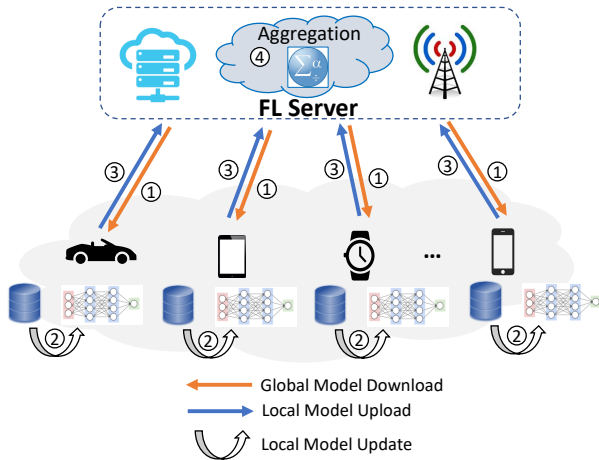 Aggregation
④
Σ α ÷
FL Server
③ ① ③ ① ③ ① ③ ①
...
② ② ② ②
Global Model Download
Local Model Upload
Local Model Update